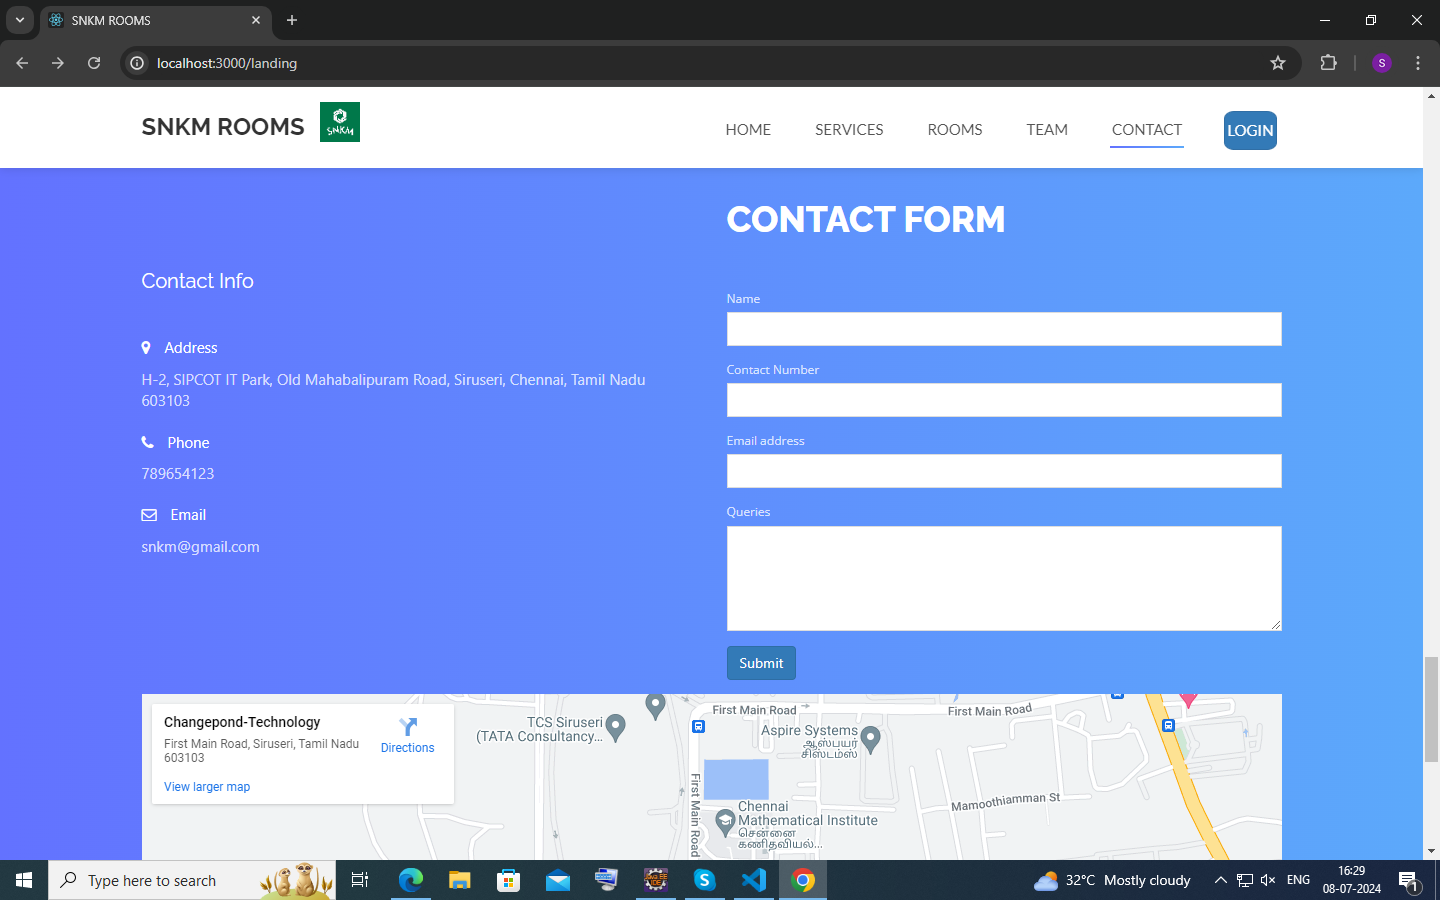 SNKM ROOMS
localhost:3000/landing
S
SNKM ROOMS
SNKM
HOME
SERVICES
ROOMS
TEAM
CONTACT
LOGIN
CONTACT FORM
Contact Info
Address
H-2, SIPCOT IT Park, Old Mahabalipuram Road, Siruseri, Chennai, Tamil Nadu
603103
Phone
789654123
Email
snkm@gmail.com
Name
Contact Number
Email address
Queries
Submit
Changepond-Technology
First Main Road, Siruseri, Tamil Nadu
603103
Directions
View larger map
TCS Siruseri
(TATA Consultancy...
First Main Road
First Main Road
Aspire Systems
ஆஸ்பயர்
சிஸ்டம்ஸ்
First Main Road
Chennai
Mathematical Institute
சென்னை
கணிதவியல்...
Mamoothiamman St
Type here to search
32°C Mostly cloudy
ENG
16:29
08-07-2024
1